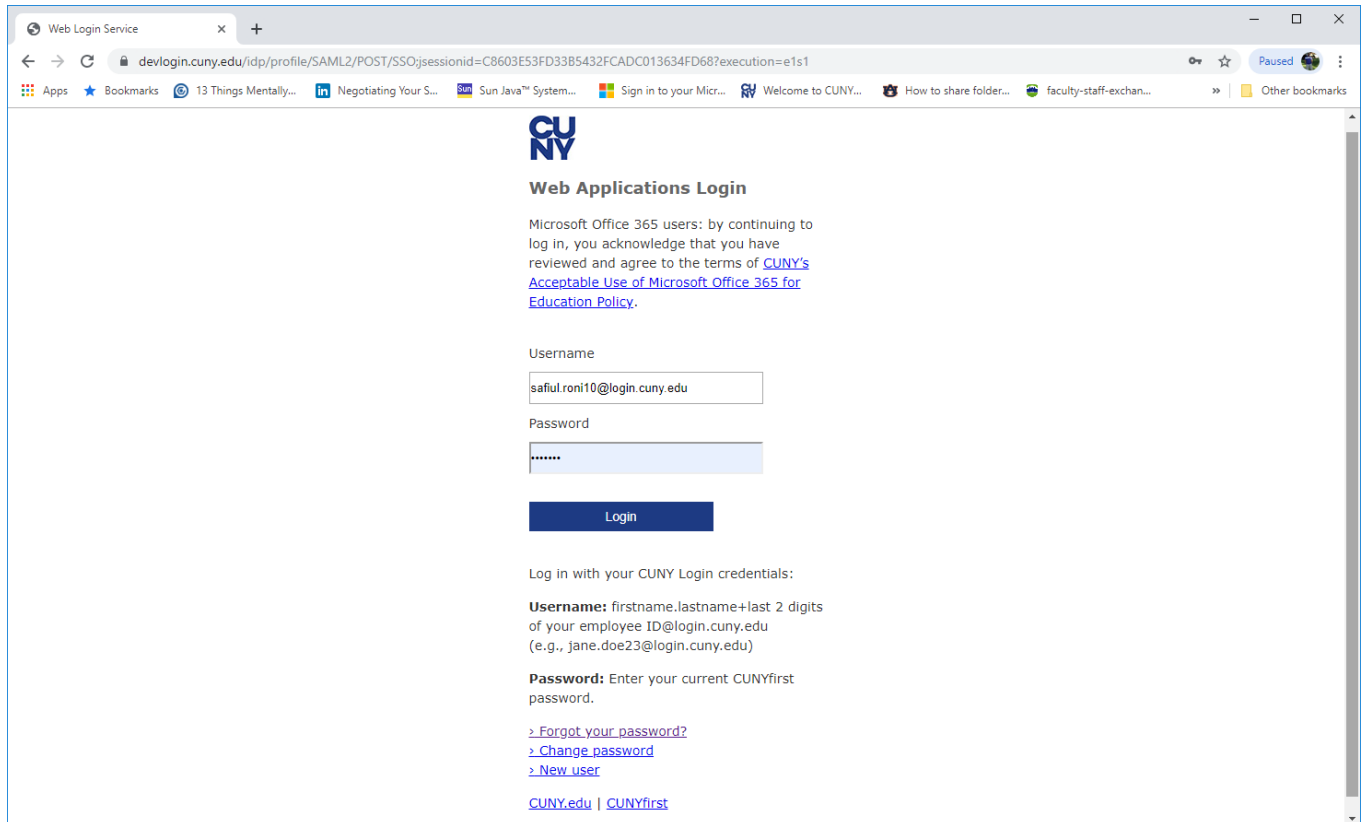 Web Login Service
devlogin.cuny.edu/idp/profile/SAML2/POST/SSO;jsessionid=C8603E53FD33B5432FCADC013634FD68?execution=e1s1
Paused
Apps Bookmarks 13 Things Mentally... in Negotiating Your S... Sun Sun Java™ System... Sign in to your Micr... CUNY Welcome to CUNY... How to share folder... faculty-staff-exchan... » Other bookmarks
CU
NY
Web Applications Login
Microsoft Office 365 users: by continuing to
log in, you acknowledge that you have
reviewed and agree to the terms of CUNY's
Acceptable Use of Microsoft Office 365 for
Education Policy.
Username
safiul.roni10@login.cuny.edu
Password
•••••••
Login
Log in with your CUNY Login credentials:
Username: firstname.lastname+last 2 digits
of your employee ID@login.cuny.edu
(e.g., jane.doe23@login.cuny.edu)
Password: Enter your current CUNYfirst
password.
› Forgot your password?
› Change password
› New user
CUNY.edu | CUNYfirst